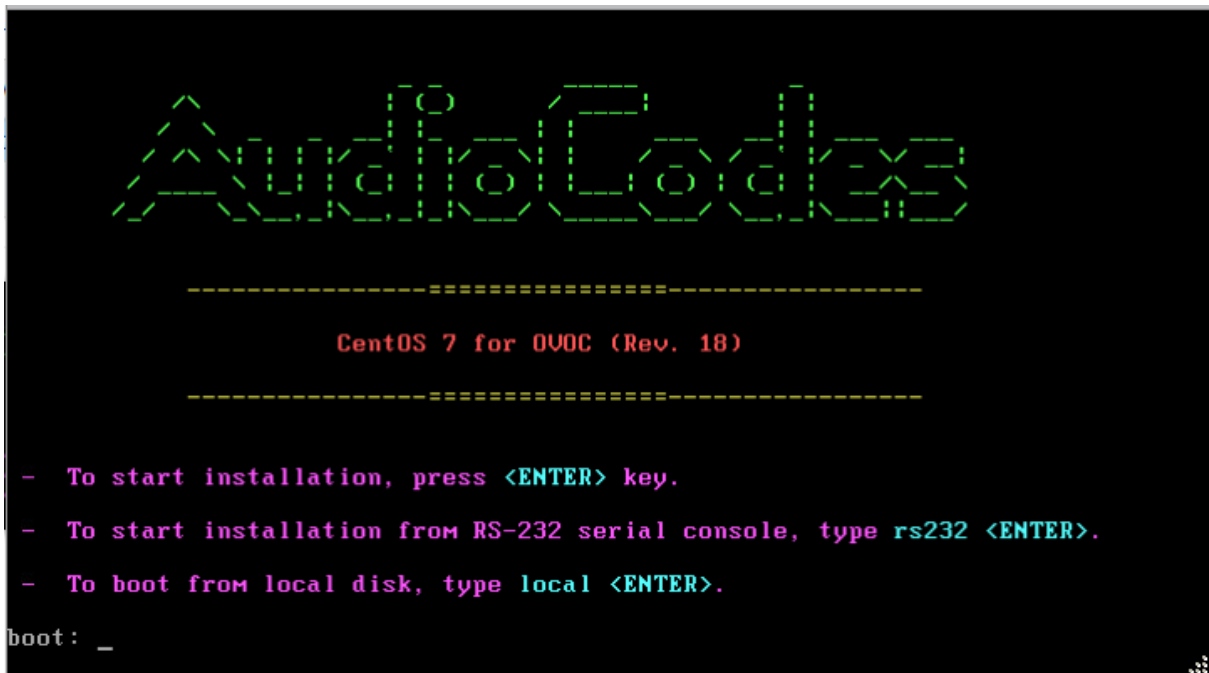 AudioCodes
----------------================-----------------
CentOS 7 for OVOC (Rev. 18)
----------------================-----------------
- To start installation, press <ENTER> key.
- To start installation from RS-232 serial console, type rs232 <ENTER>.
- To boot from local disk, type local <ENTER>.
boot: _